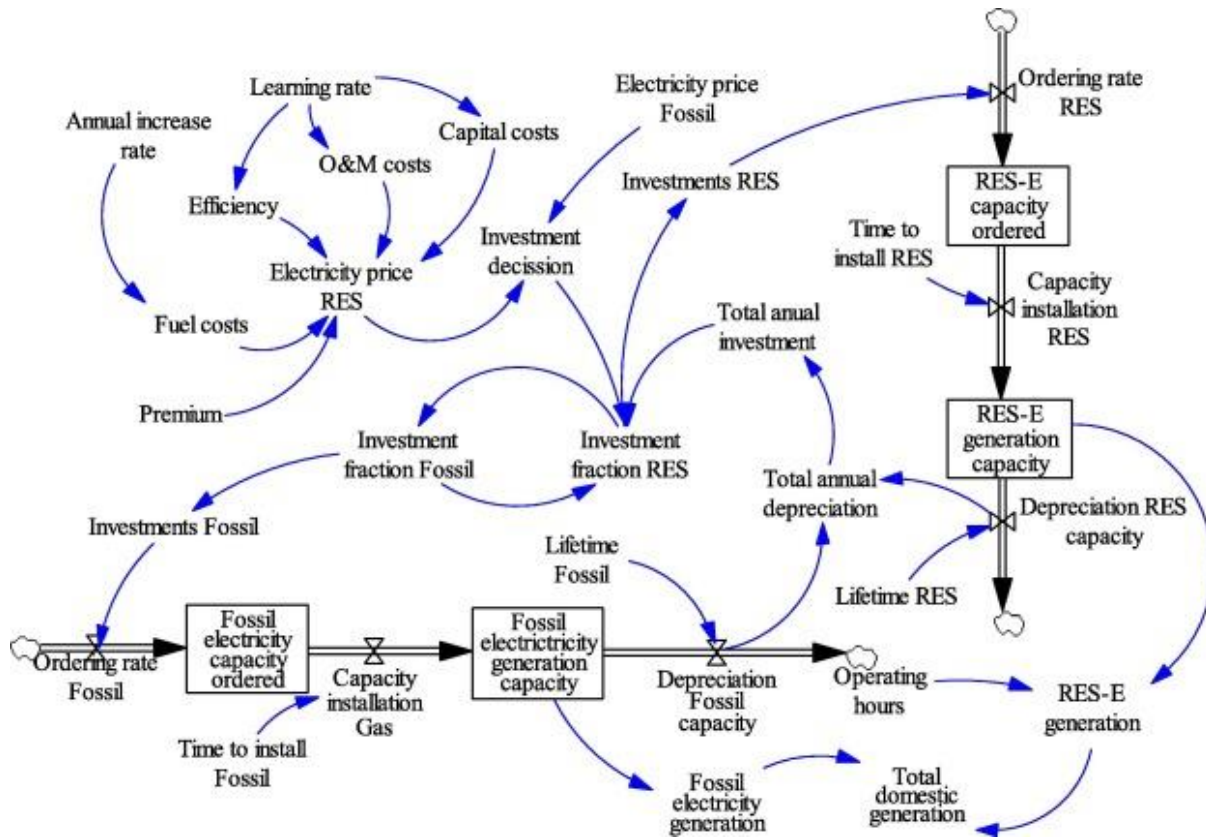 Learning rate
Annual increase
rate
O&M costs
Capital costs
Efficiency
Electricity price
Fossil
Ordering rate
RES
Investments RES
RES-E
capacity
ordered
Time to
install RES
Capacity
installation
RES
Investment
decission
Electricity price
RES
Fuel costs
Premium
Total anual
investment
Investment
fraction Fossil
Investment
fraction RES
RES-E
generation
capacity
Total annual
depreciation
Depreciation RES
capacity
Lifetime RES
Investments Fossil
Lifetime
Fossil
Ordering rate
Fossil
Fossil
electricity
capacity
ordered
Capacity
installation
Gas
Time to install
Fossil
Fossil
electrictricity
generation
capacity
Depreciation
Fossil
capacity
Operating
hours
RES-E
generation
Fossil
electricity
generation
Total
domestic
generation